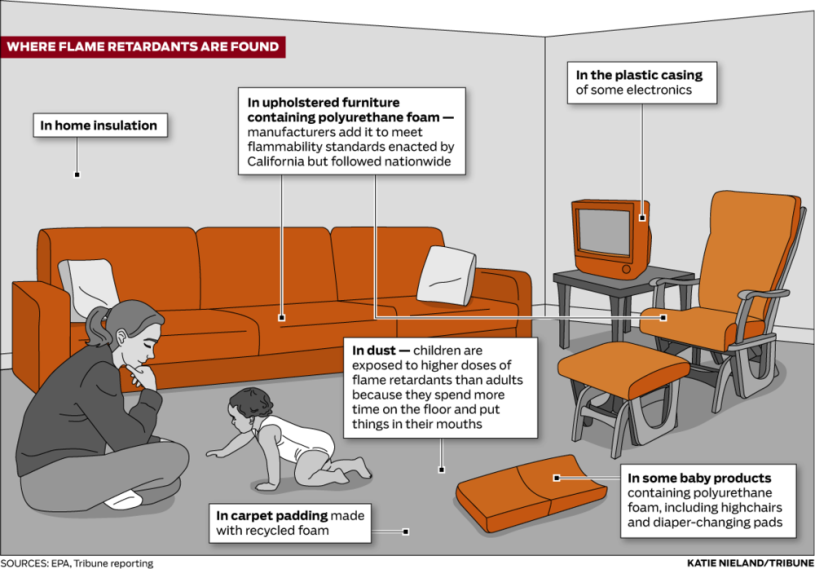 WHERE FLAME RETARDANTS ARE FOUND
In home insulation
In upholstered furniture
containing polyurethane foam —
manufacturers add it to meet
flammability standards enacted by
California but followed nationwide
In the plastic casing
of some electronics
In dust — children are
exposed to higher doses of
flame retardants than adults
because they spend more
time on the floor and put
things in their mouths
In some baby products
containing polyurethane
foam, including highchairs
and diaper-changing pads
In carpet padding made
with recycled foam
SOURCES: EPA, Tribune reporting
KATIE NIELAND/TRIBUNE